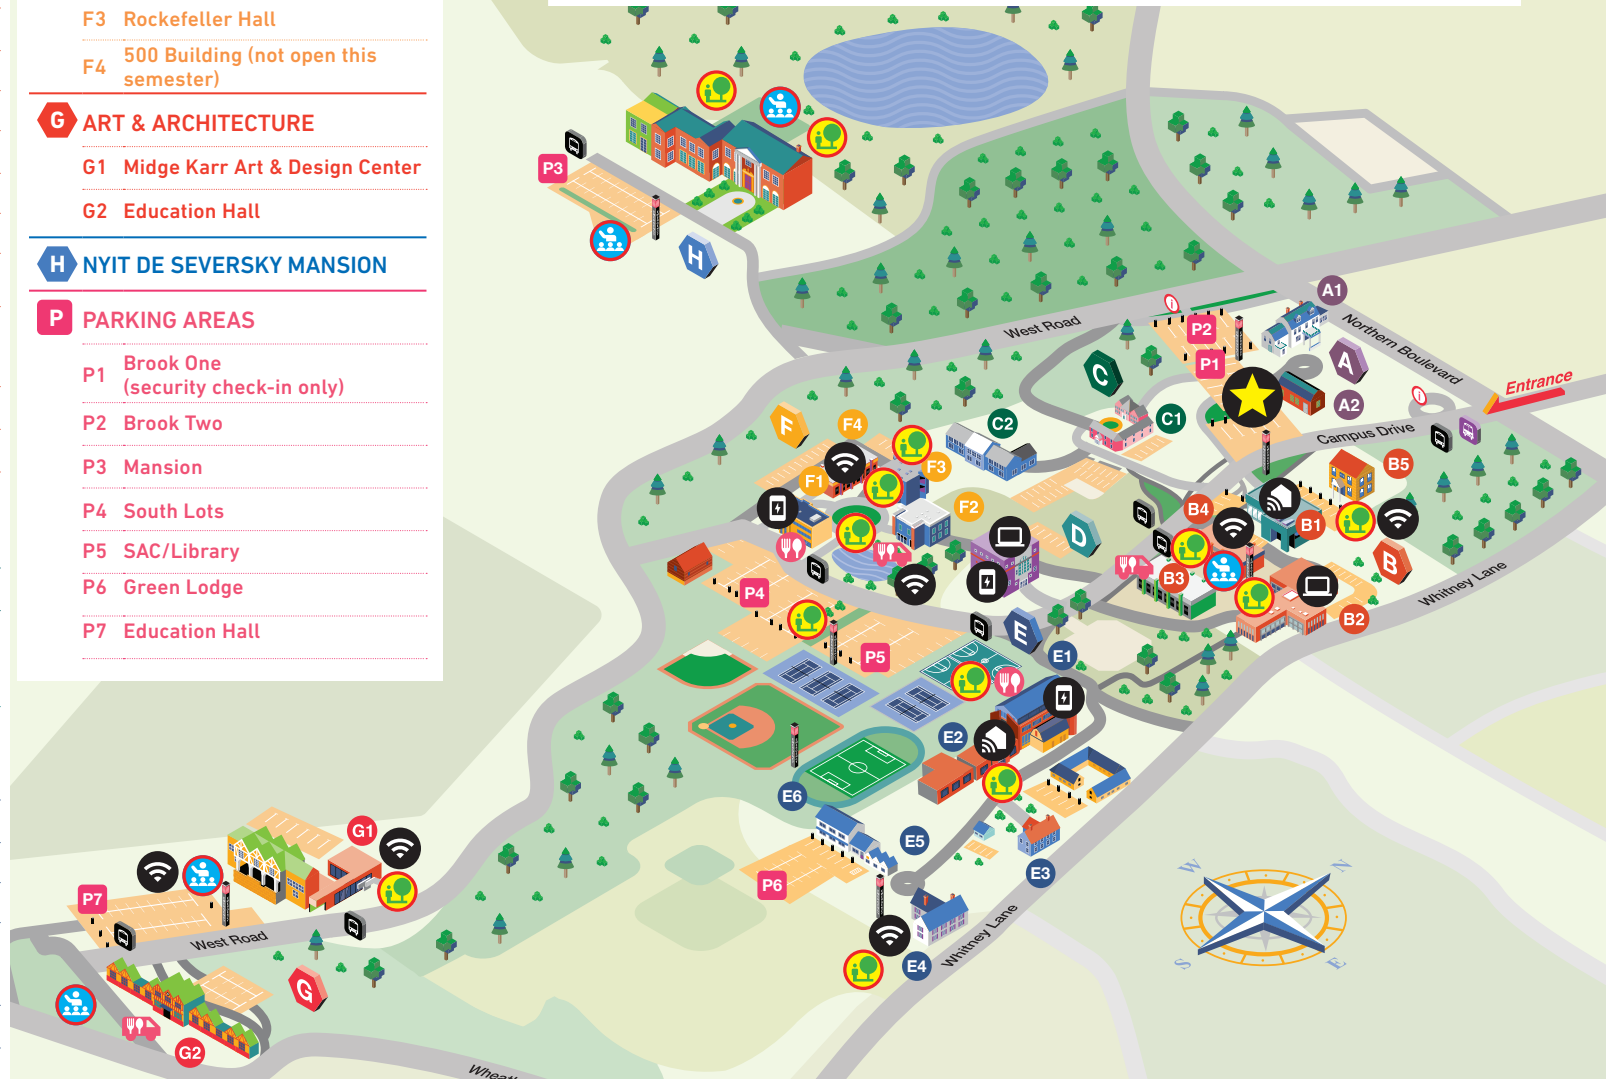 F3 Rockefeller Hall
F4 500 Building (not open this
semester)
G ART & ARCHITECTURE
G1 Midge Karr Art & Design Center
G2 Education Hall
H NYIT DE SEVERSKY MANSION
P PARKING AREAS
P1 Brook One
(security check-in only)
P2 Brook Two
P3 Mansion
P4 South Lots
P5 SAC/Library
P6 Green Lodge
P7 Education Hall
P3
H
A1
West Road
P2
Northern Boulevard
P1
A
C
Entrance
A2
F
F4
C2
C1
Campus Drive
F3
B5
F1
F2
B4
B1
D
B
B3
Whitney Lane
P4
B2
E
P5
E1
E2
E6
G1
E5
E3
P6
P7
W
N
West Road
Whitney Lane
S
E
E4
G
G2